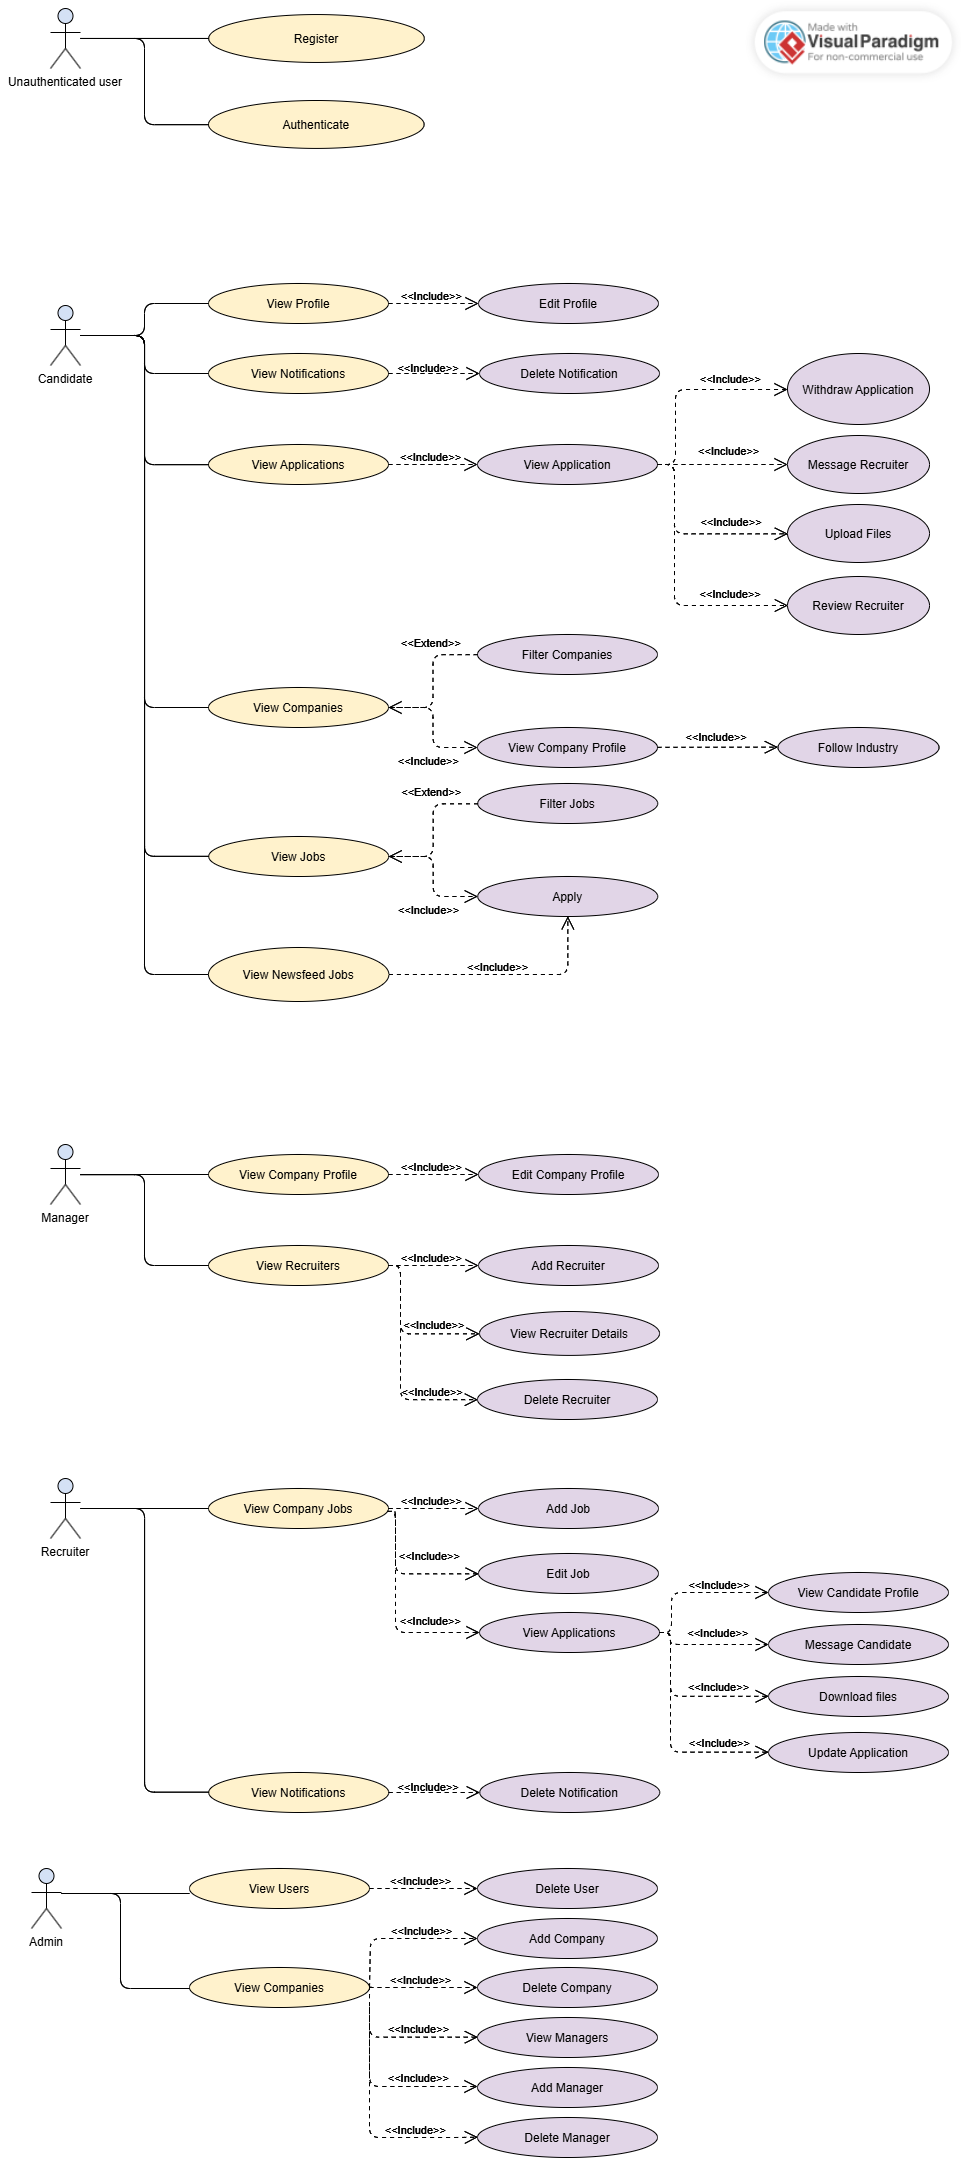 Made with
Visual Paradigm
For non-commercial use
Register
Unauthenticated user
Authenticate
View Profile
<<Include>>
Edit Profile
Candidate
View Notifications
<<Include>>
Delete Notification
<<Include>>
Withdraw Application
View Applications
<<Include>>
View Application
<<Include>>
Message Recruiter
<<Include>>
Upload Files
<<Include>>
Review Recruiter
<<Extend>>
Filter Companies
View Companies
<<Include>>
View Company Profile
<<Include>>
Follow Industry
<<Extend>>
Filter Jobs
View Jobs
<<Include>>
Apply
View Newsfeed Jobs
<<Include>>
Manager
View Company Profile
<<Include>>
Edit Company Profile
View Recruiters
<<Include>>
Add Recruiter
<<Include>>
View Recruiter Details
<<Include>>
Delete Recruiter
Recruiter
View Company Jobs
<<Include>>
Add Job
<<Include>>
Edit Job
<<Include>>
View Applications
<<Include>>
View Candidate Profile
<<Include>>
Message Candidate
<<Include>>
Download files
<<Include>>
Update Application
View Notifications
<<Include>>
Delete Notification
Admin
View Users
<<Include>>
Delete User
<<Include>>
Add Company
View Companies
<<Include>>
Delete Company
<<Include>>
View Managers
<<Include>>
Add Manager
<<Include>>
Delete Manager